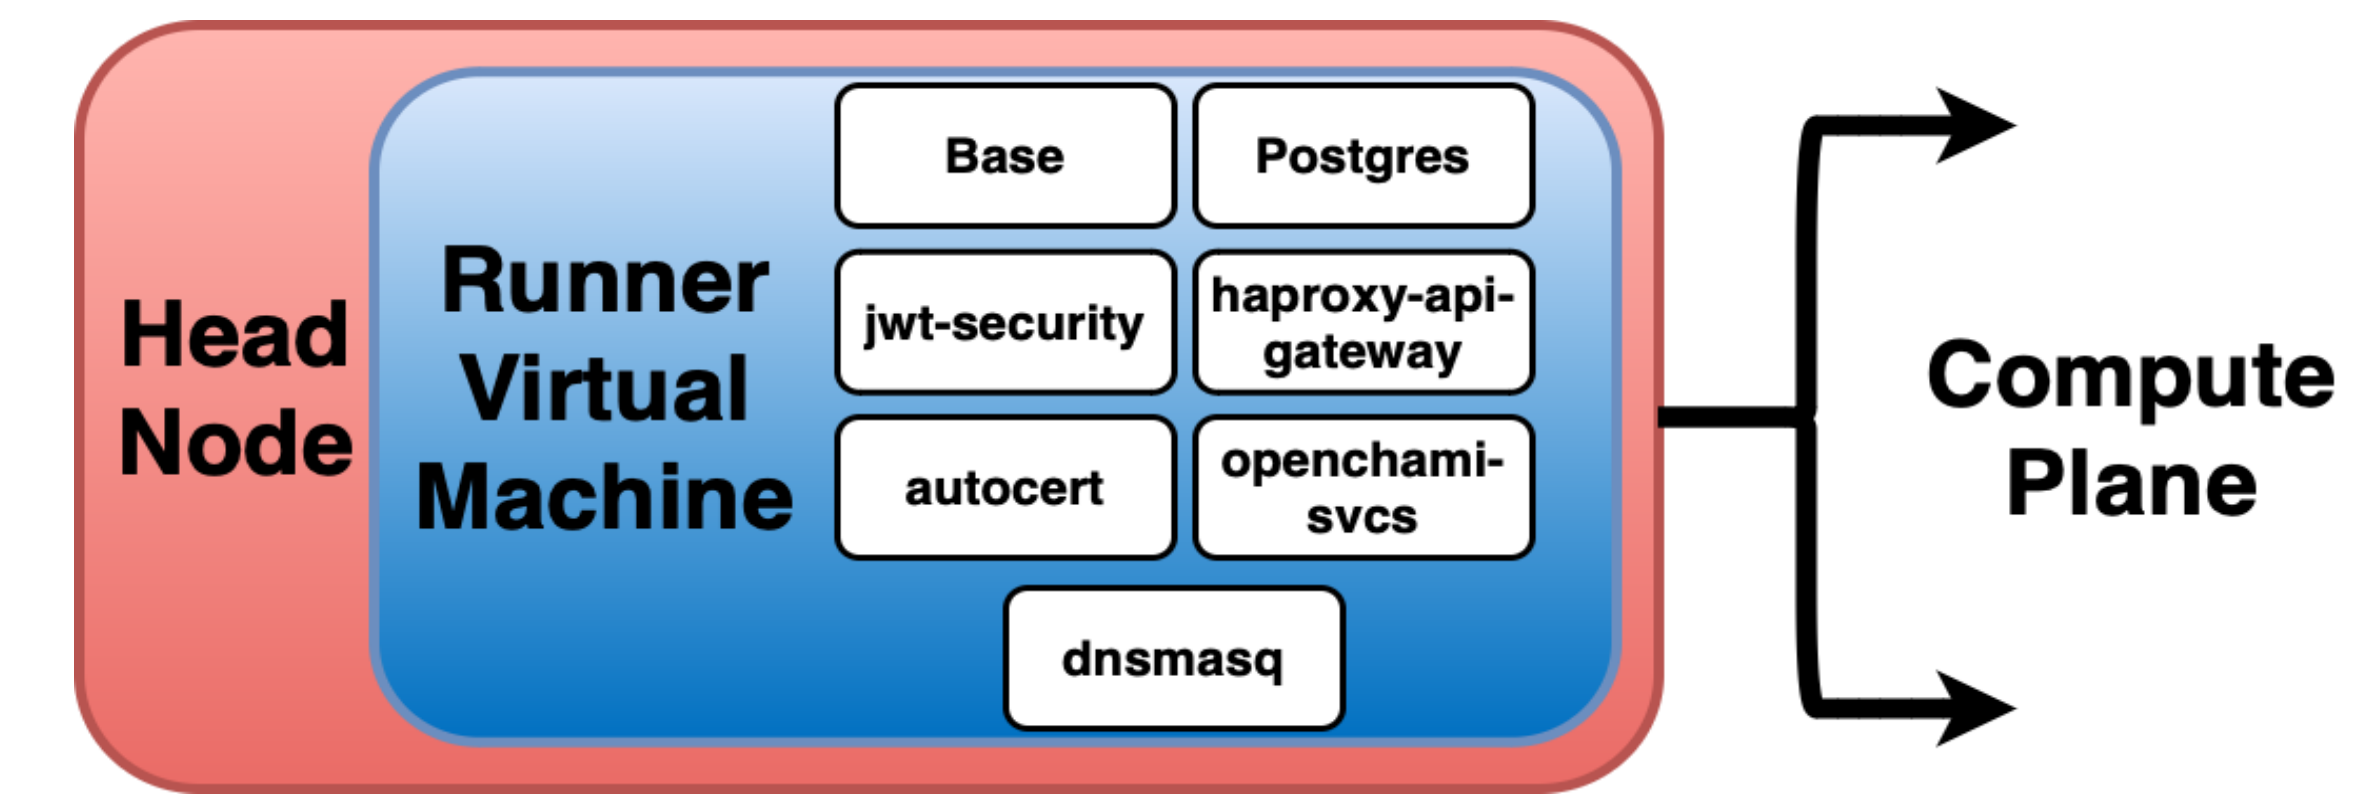 Head
Node
Runner
Virtual
Machine
Base
Postgres
jwt-security
haproxy-api-
gateway
autocert
openchami-
svcs
dnsmasq
Compute
Plane